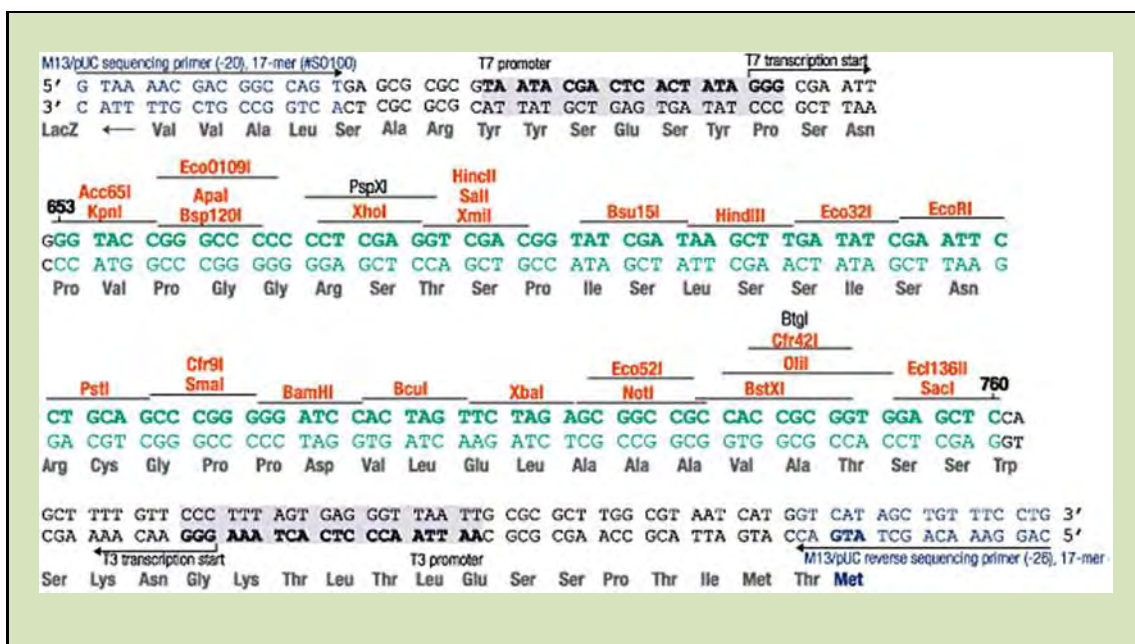 M13/pUC sequencing primer (-20), 17-mer (#SO100) T7 promoter T7 transcription start
5′ G TAA AAC GAC GGC CAG TGA GCG CGC GTA ATA CGA CTC ACT ATA GGG CGA ATT
3′ C ATT TTG CTG CCG GTC ACT CGC GCG CAT TAT GCT GAG TGA TAT CCC GCT TAA
LacZ ← Val Val Ala Leu Ser Ala Arg Tyr Tyr Ser Glu Ser Tyr Pro Ser Asn
Eco0109I HincII
Acc65I ApaI PspXI SalI
653 KpnI Bsp120I XhoI XmiI Bsu15I HindIII Eco32I EcoRI
GGG TAC CGG GCC CCC CCT CGA GGT CGA CGG TAT CGA TAA GCT TGA TAT CGA ATT C
CCC ATG GCC CGG GGG GGA GCT CCA GCT GCC ATA GCT ATT CGA ACT ATA GCT TAA G
Pro Val Pro Gly Gly Arg Ser Thr Ser Pro Ile Ser Leu Ser Ser Ile Ser Asn
BtgI
Cfr9I Eco52I Cfr42I
OliI Ecl136II
PstI SmaI BamHI BcuI XbaI NotI BstXI SacI 760
CT GCA GCC CGG GGG ATC CAC TAG TTC TAG AGC GGC CGC CAC CGC GGT GGA GCT CCA
GA CGT CGG GCC CCC TAG GTG ATC AAG ATC TCG CCG GCG GTG GCG CCA CCT CGA GGT
Arg Cys Gly Pro Pro Asp Val Leu Glu Leu Ala Ala Ala Val Ala Thr Ser Ser Trp
GCT TTT GTT CCC TTT AGT GAG GGT TAA TTG CGC GCT TGG CGT AAT CAT GGT CAT AGC TGT TTC CTG 3′
CGA AAA CAA GGG AAA TCA CTC CCA ATT AAC GCG CGA ACC GCA TTA GTA CCA GTA TCG ACA AAG GAC 5′
T3 transcription start T3 promoter M13/pUC reverse sequencing primer (-26), 17-mer
Ser Lys Asn Gly Lys Thr Leu Thr Leu Glu Ser Ser Pro Thr Ile Met Thr Met